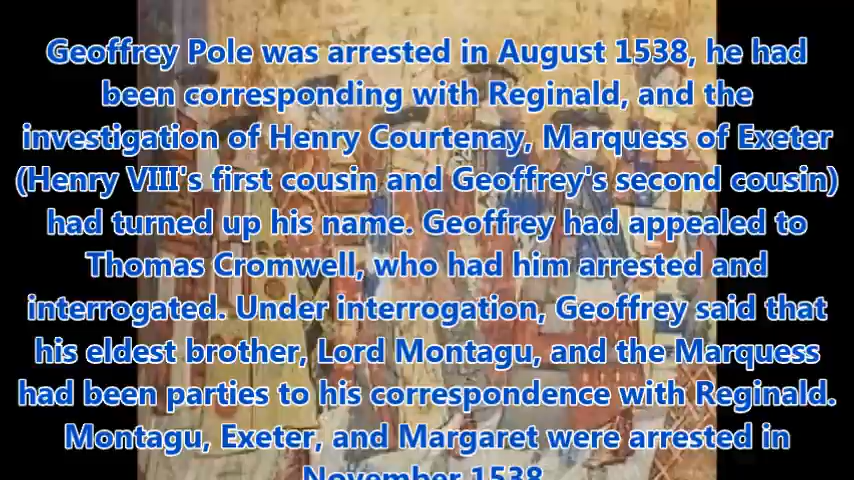 Geoffrey Pole was arrested in August 1538, he had
been corresponding with Reginald, and the
investigation of Henry Courtenay, Marquess of Exeter
(Henry VIII's first cousin and Geoffrey's second cousin)
had turned up his name. Geoffrey had appealed to
Thomas Cromwell, who had him arrested and
interrogated. Under interrogation, Geoffrey said that
his eldest brother, Lord Montagu, and the Marquess
had been parties to his correspondence with Reginald.
Montagu, Exeter, and Margaret were arrested in
November 1538